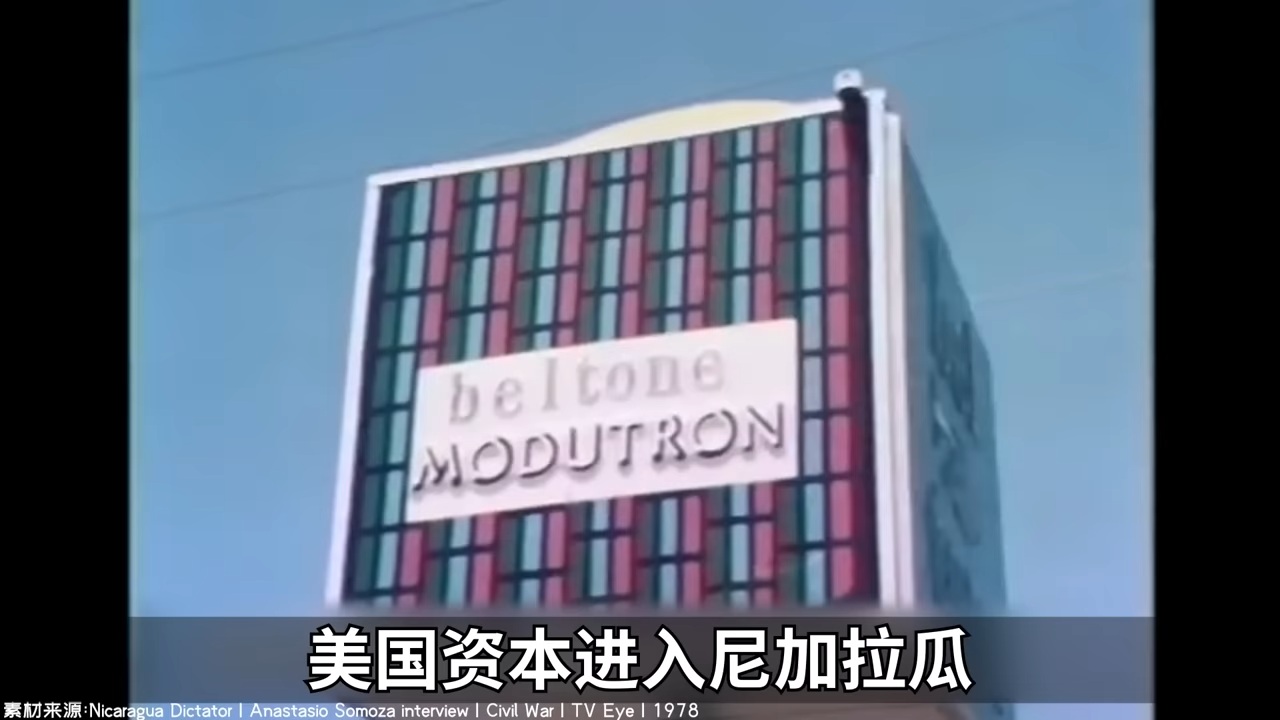 beltone
MODUTRON
美国资本进入尼加拉瓜
素材来源:Nicaragua Dictator | Anastasio Somoza interview | Civil War | TV Eye | 1978